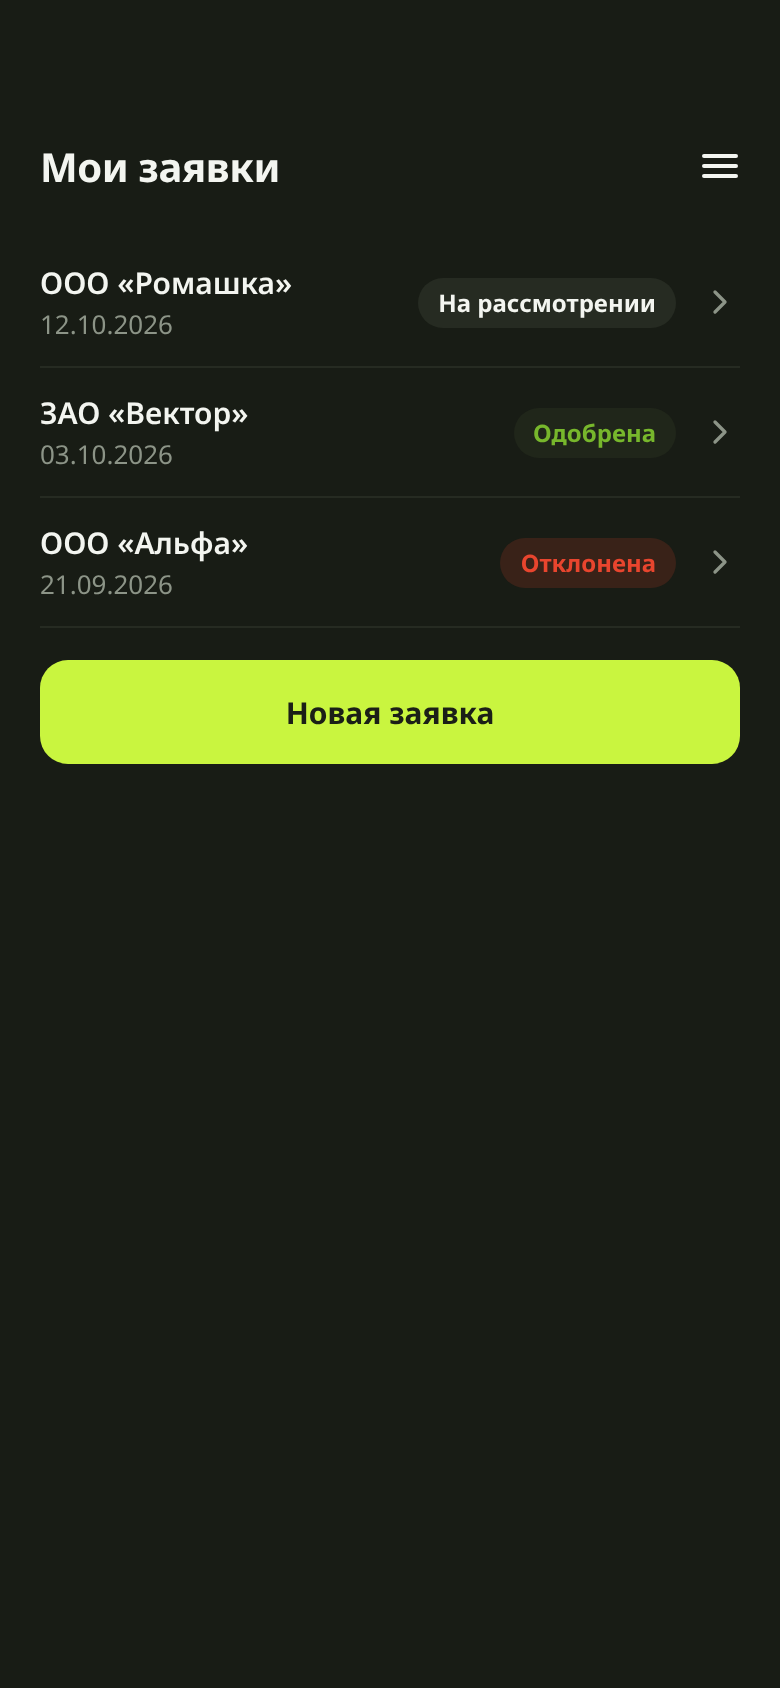 Мои заявки
ООО «Ромашка»
12.10.2026
На рассмотрении
ЗАО «Вектор»
03.10.2026
Одобрена
ООО «Альфа»
21.09.2026
Отклонена
Новая заявка